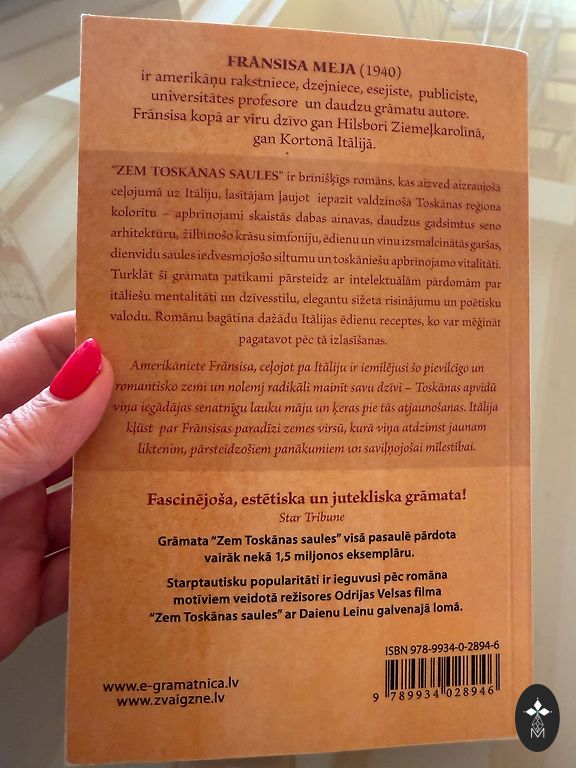 FRĀNSISA MEJA (1940)
ir amerikāņu rakstniece, dzejniece, esejiste, publiciste,
universitātes profesore un daudzu grāmatu autore.
Frānsisa kopā ar vīru dzīvo gan Hilsbori Ziemeļkarolīnā,
gan Kortonā Itālijā.
“ZEM TOSKĀNAS SAULES” ir brīnišķīgs romāns, kas aizved aizraujošā
ceļojumā uz Itāliju, lasītājam ļaujot iepazīt valdzinošā Toskānas reģiona
kolorītu – apbrīnojami skaistās dabas ainavas, daudzus gadsimtus seno
arhitektūru, žilbinošo krāsu simfoniju, ēdienu un vīnu izsmalcinātās garšas,
dienvidu saules iedvesmojošo siltumu un toskāniešu apbrīnojamo vitalitāti.
Turklāt šī grāmata patīkami pārsteidz ar intelektuālām pārdomām par
itāliešu mentalitāti un dzīvesstilu, elegantu sižeta risinājumu un poētisku
valodu. Romānu bagātina dažādu Itālijas ēdienu receptes, ko var mēģināt
pagatavot pēc tā izlasīšanas.
Amerikāniete Frānsisa, ceļojot pa Itāliju ir iemīlējusi šo pievilcīgo un
romantisko zemi un nolemj radikāli mainīt savu dzīvi – Toskānas apvidū
viņa iegādājas senatnīgu lauku māju un ķeras pie tās atjaunošanas. Itālija
kļūst par Frānsisas paradīzi zemes virsū, kurā viņa atdzimst jaunam
liktenim, pārsteidzošiem panākumiem un saviļņojošai mīlestībai.
Fascinējoša, estētiska un jutekliska grāmata!
Star Tribune
Grāmata “Zem Toskānas saules” visā pasaulē pārdota
vairāk nekā 1,5 miljonos eksemplāru.
Starptautisku popularitāti ir ieguvusi pēc romāna
motīviem veidotā režisores Odrijas Velsas filma
“Zem Toskānas saules” ar Daienu Leinu galvenajā lomā.
ISBN 978-9934-0-2894-6
9 789934 028946
www.e-gramatnica.lv
www.zvaigzne.lv
M